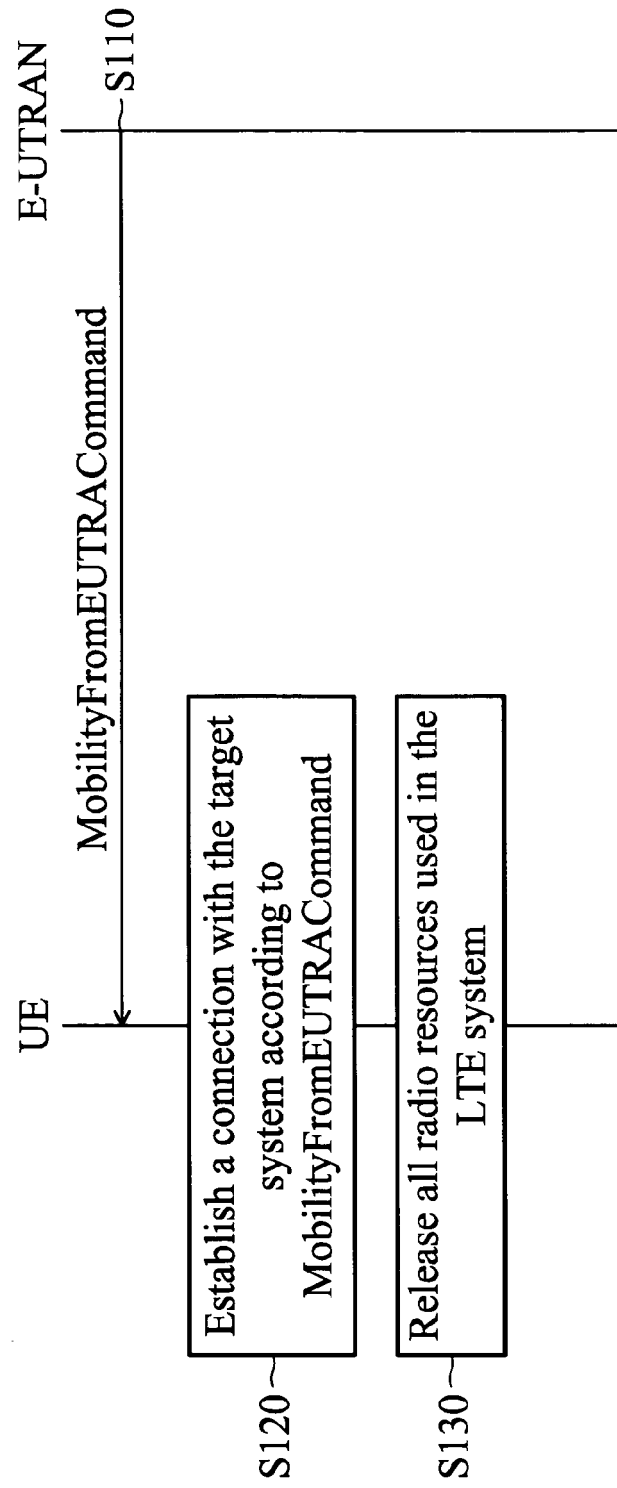 UE
E-UTRAN
MobilityFromEUTRACommand
S110
S120
Establish a connection with the target
system according to
MobilityFromEUTRACommand
S130
Release all radio resources used in the
LTE system